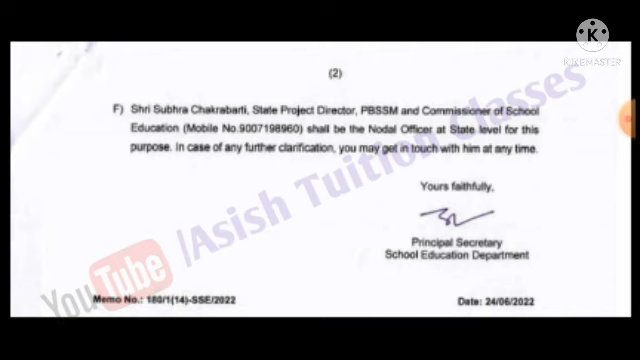 K
KINEMASTER
(2)
F) Shri Subhra Chakrabarti, State Project Director, PBSSM and Commissioner of School
Education (Mobile No.9007198960) shall be the Nodal Officer at State level for this
purpose. In case of any further clarification, you may get in touch with him at any time.
Yours faithfully,
Principal Secretary
School Education Department
YouTube |Asish Tuition Classes
Memo No.: 180/1(14)-SSE/2022
Date: 24/06/2022